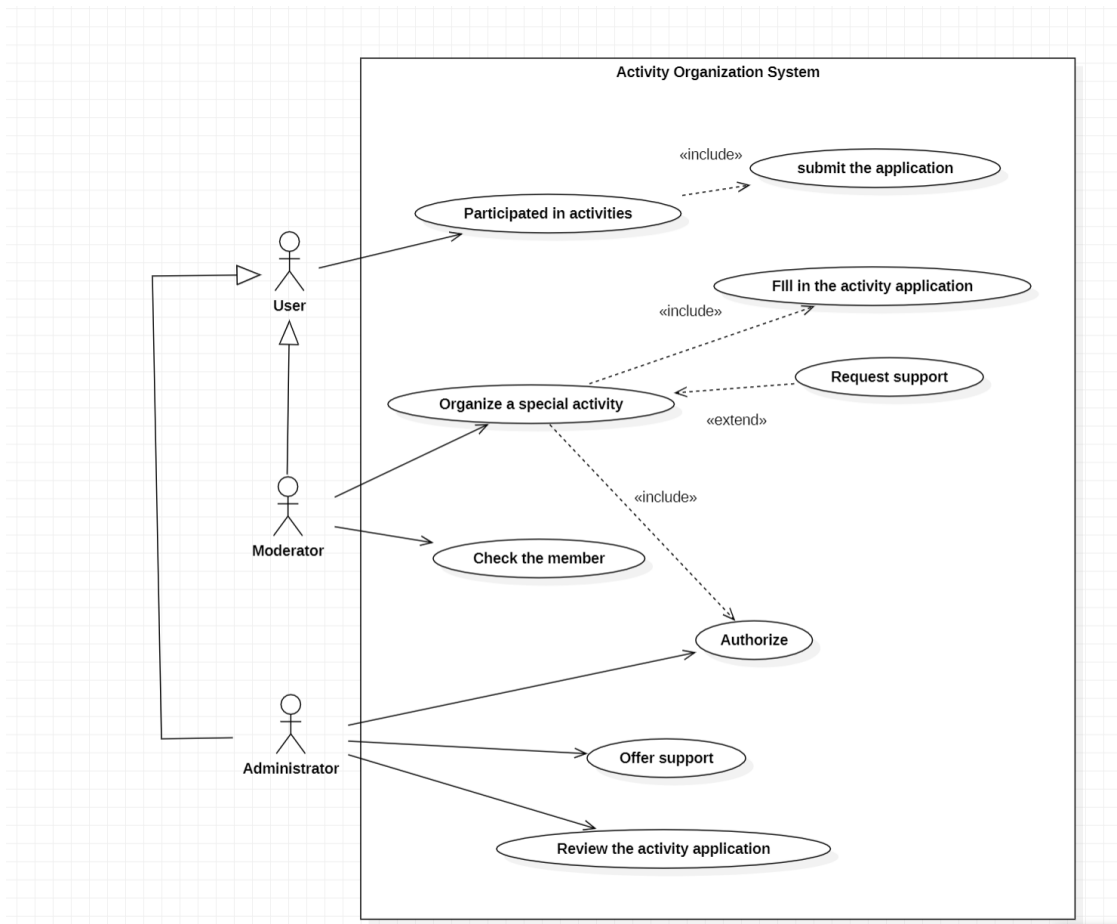 Activity Organization System
«include»
submit the application
Participated in activities
User
FIll in the activity application
«include»
Request support
Organize a special activity
«extend»
«include»
Moderator
Check the member
Authorize
Administrator
Offer support
Review the activity application